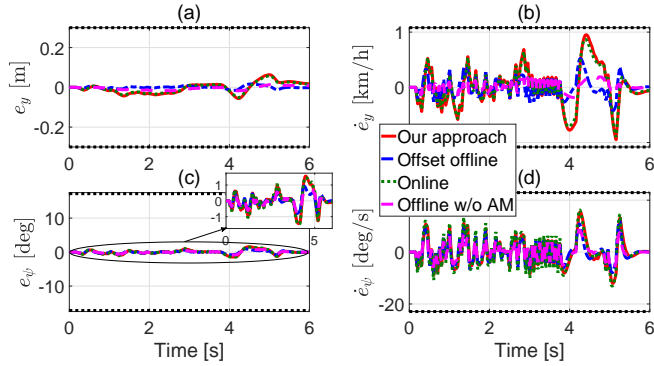 (a)
0.2
0
-0.2
0 2 4 6
e_y [m]
(b)
1
0
-1
0 2 4 6
ė_y [km/h]
Our approach
Offset offline
Online
Offline w/o AM
(c)
10
0
-10
0 2 4 6
e_ψ [deg]
Time [s]
1
0
-1
0 5
(d)
20
0
-20
0 2 4 6
ė_ψ [deg/s]
Time [s]